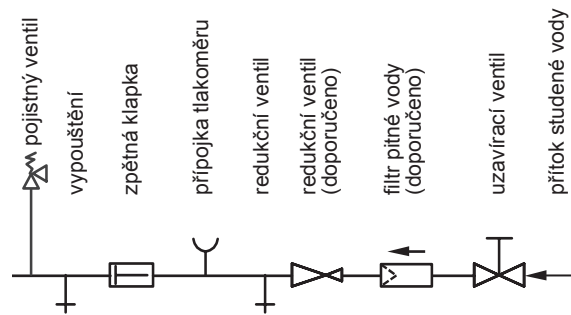 pojistný ventil
vypouštění
zpětná klapka
přípojka tlakoměru
redukční ventil
redukční ventil
(doporučeno)
filtr pitné vody
(doporučeno)
uzavírací ventil
přítok studené vody